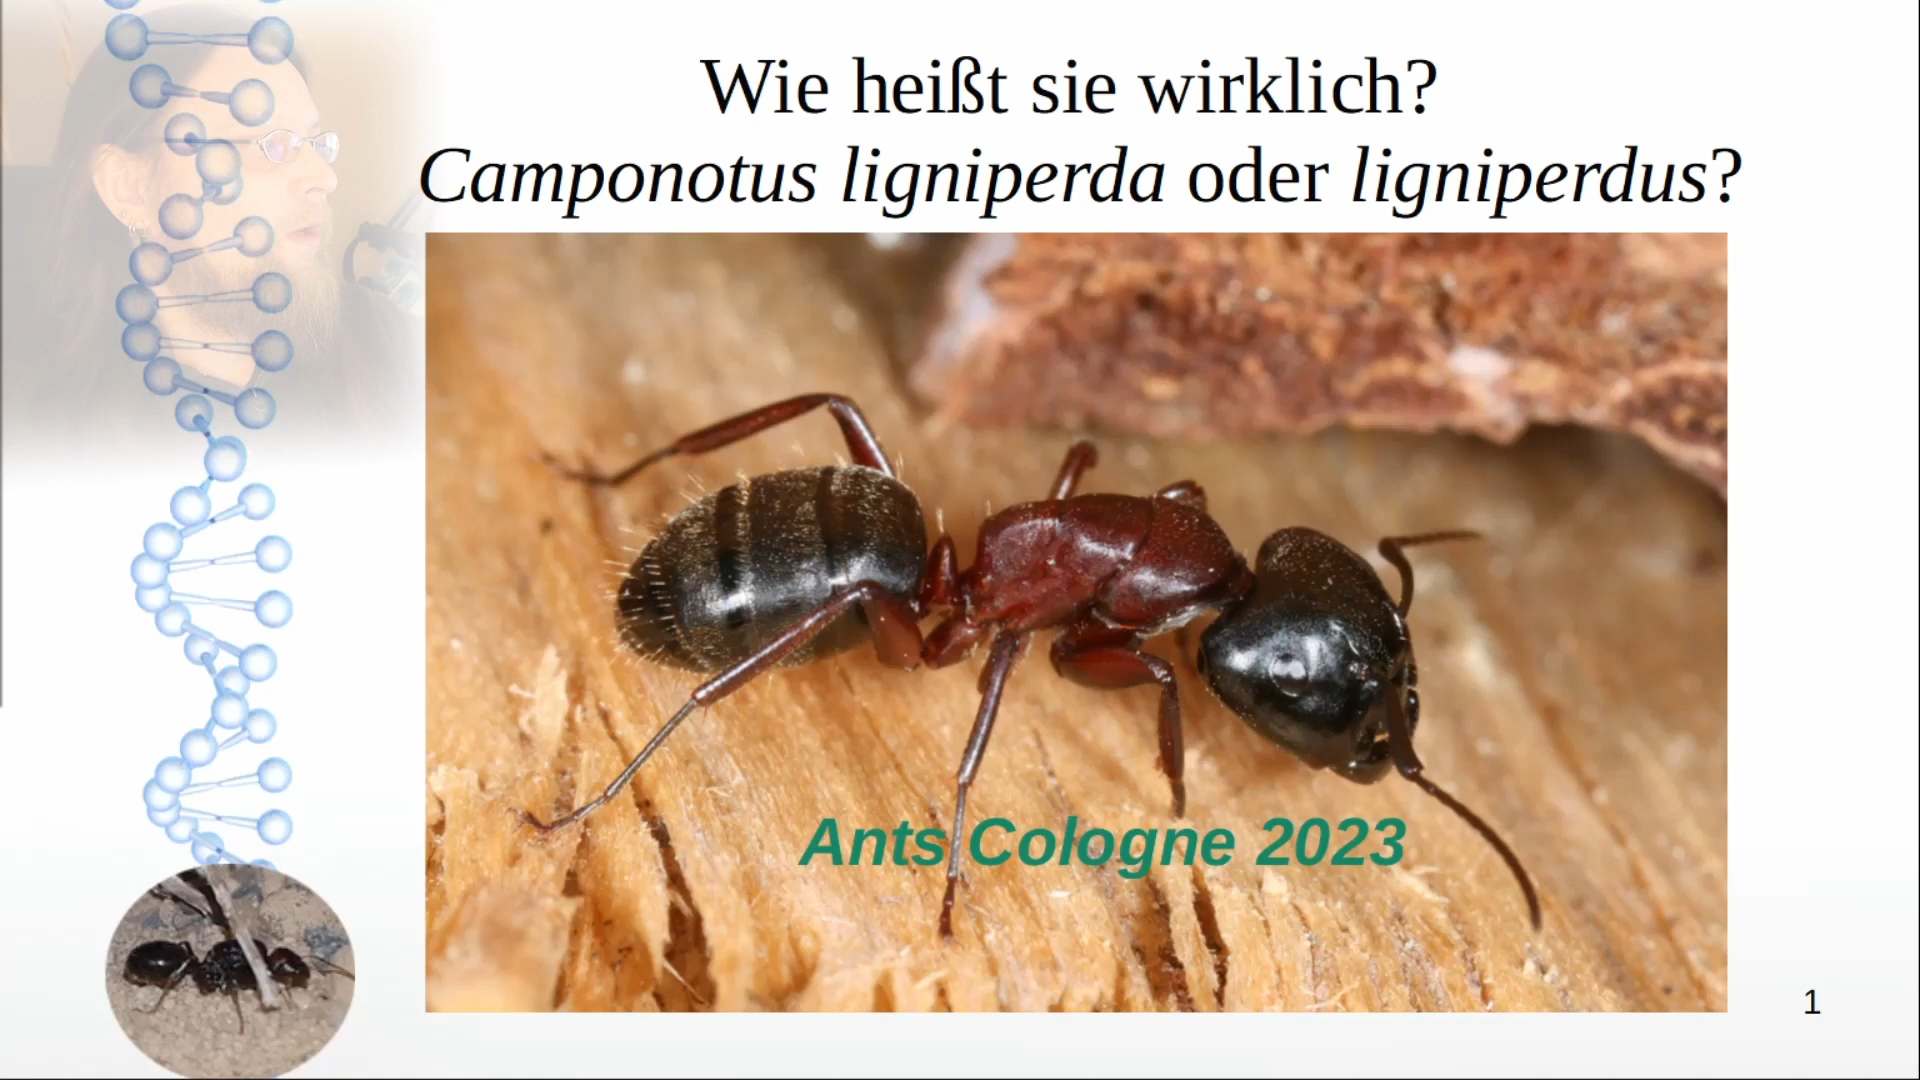 Wie heißt sie wirklich?
Camponotus ligniperda oder ligniperdus?
Ants Cologne 2023
1